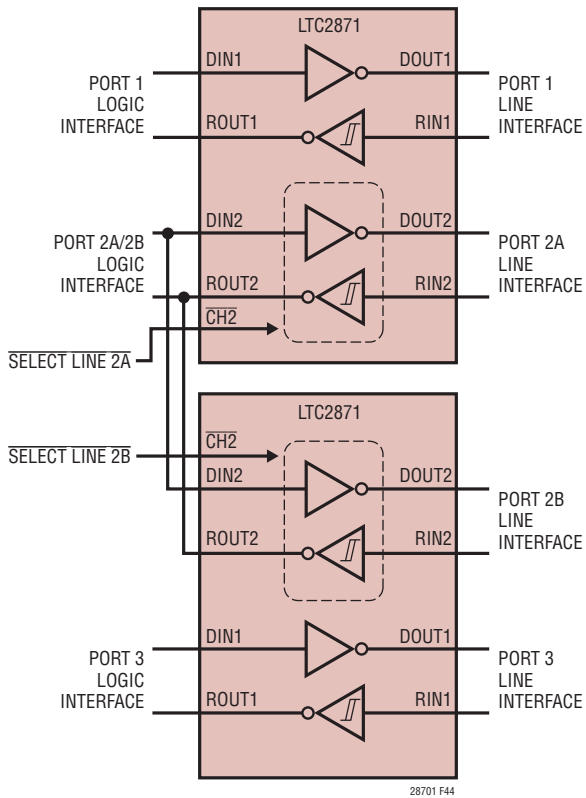 LTC2871
DIN1
DOUT1
PORT 1
LOGIC
INTERFACE
PORT 1
LINE
INTERFACE
ROUT1
RIN1
DIN2
DOUT2
PORT 2A/2B
LOGIC
INTERFACE
PORT 2A
LINE
INTERFACE
ROUT2
RIN2
CH2
SELECT LINE 2A
LTC2871
CH2
SELECT LINE 2B
DIN2
DOUT2
PORT 2B
LINE
INTERFACE
ROUT2
RIN2
DIN1
DOUT1
PORT 3
LOGIC
INTERFACE
PORT 3
LINE
INTERFACE
ROUT1
RIN1
28701 F44